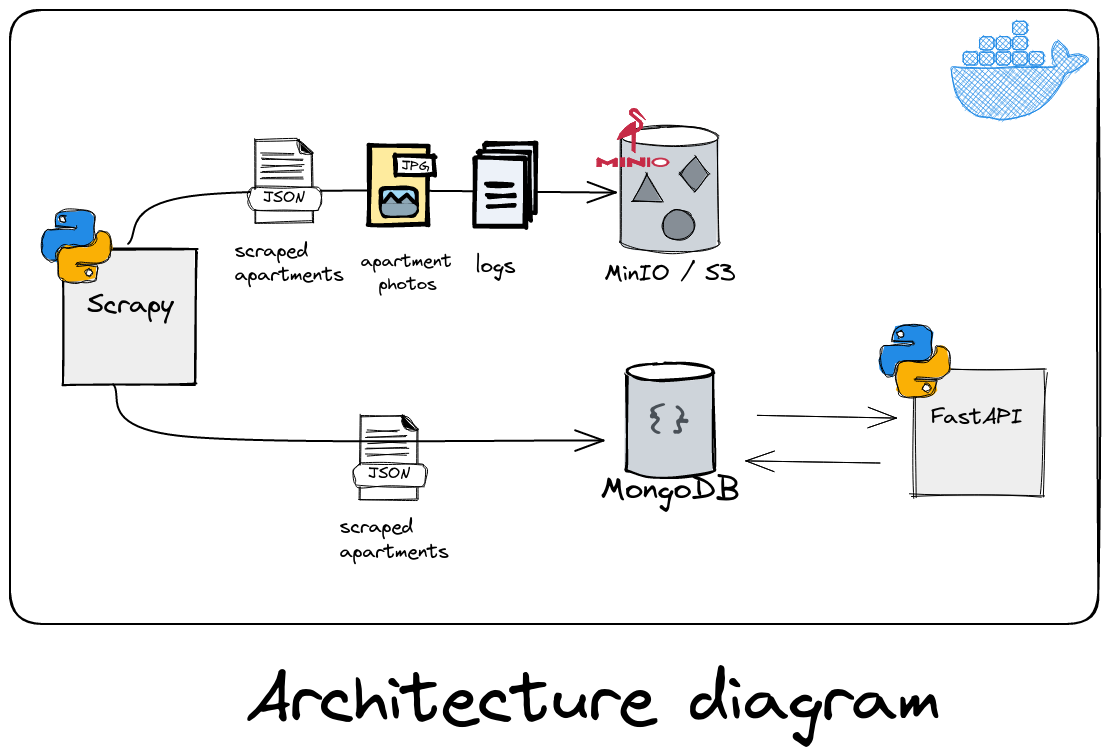 JSON
JPG
MINIO
scraped
apartments
apartment
photos
logs
MinIO / S3
Scrapy
{ }
MongoDB
FastAPI
JSON
scraped
apartments
Architecture diagram